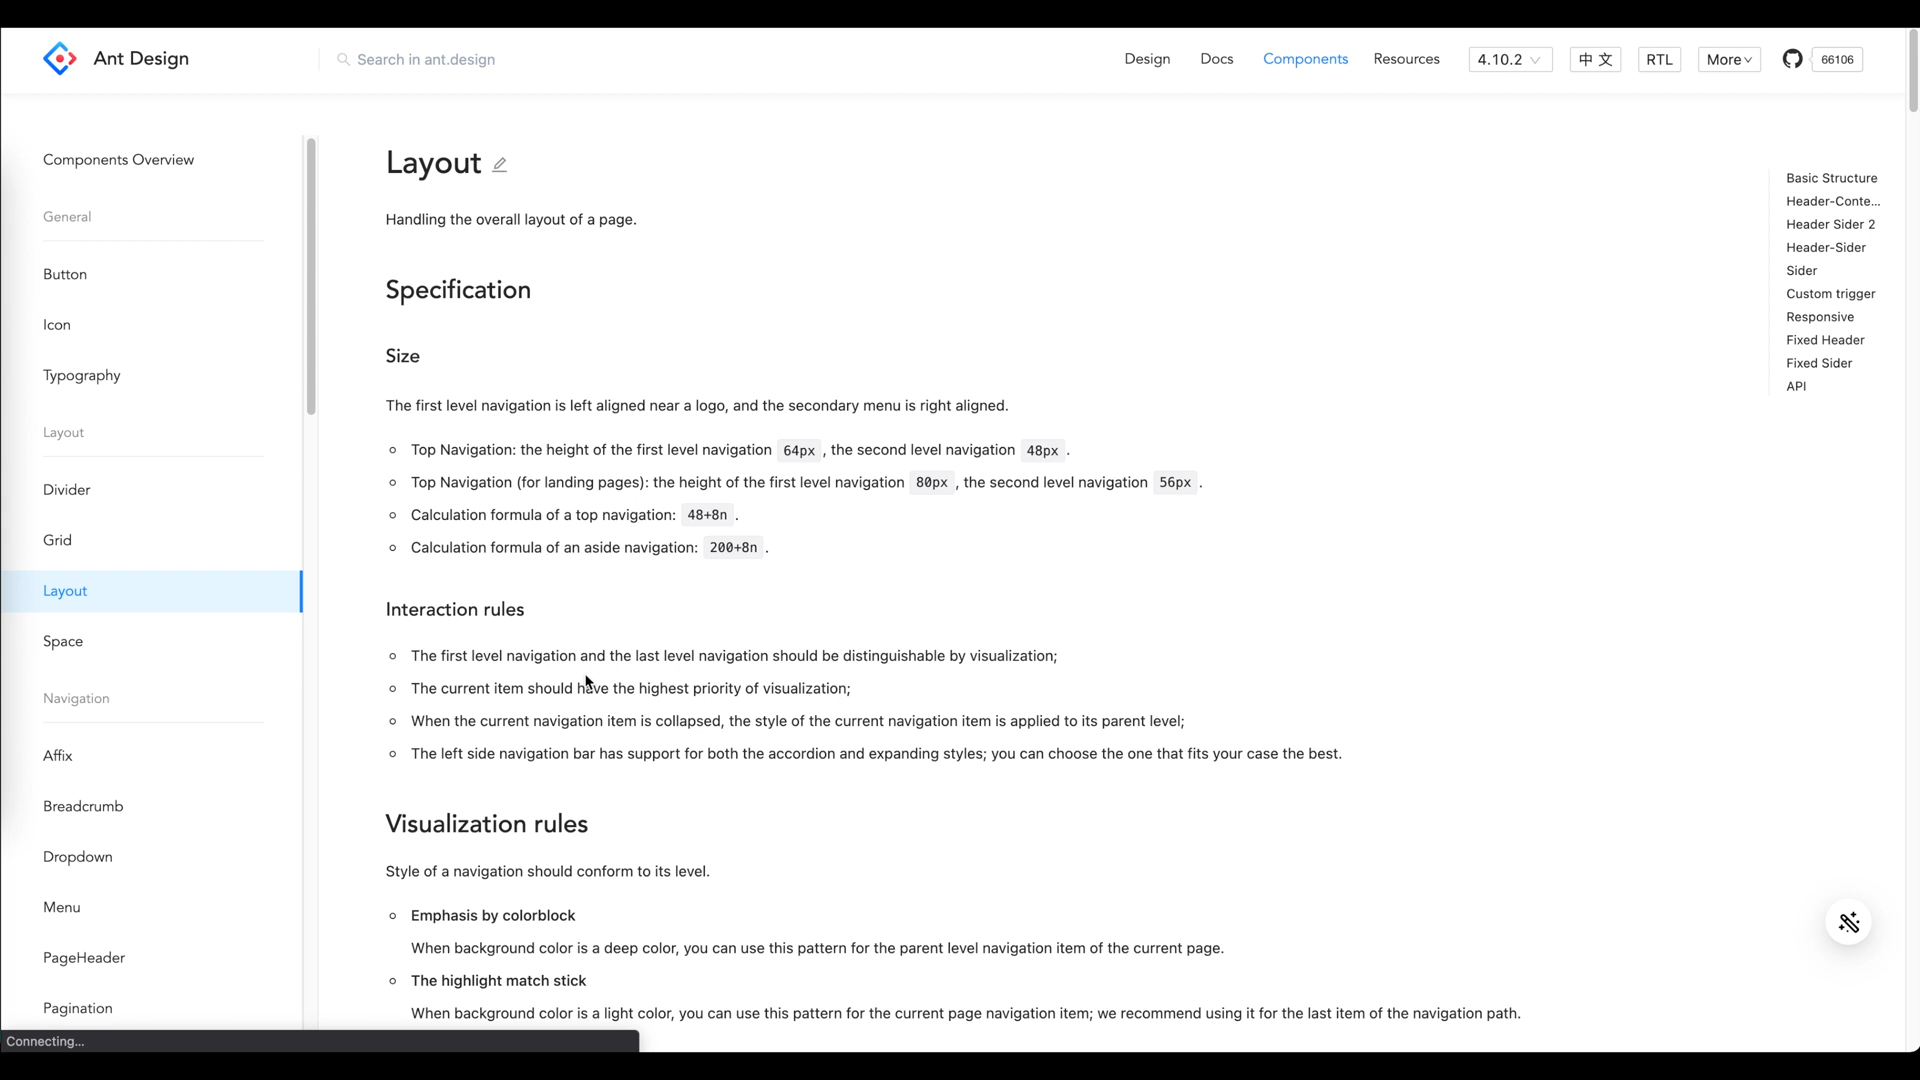 Ant Design
Search in ant.design
Design
Docs
Components
Resources
4.10.2
中 文
RTL
More
66106
Components Overview
General
Button
Icon
Typography
Layout
Divider
Grid
Layout
Space
Navigation
Affix
Breadcrumb
Dropdown
Menu
PageHeader
Pagination
Connecting...
Layout
Handling the overall layout of a page.
Specification
Size
The first level navigation is left aligned near a logo, and the secondary menu is right aligned.
Top Navigation: the height of the first level navigation 64px , the second level navigation 48px .
Top Navigation (for landing pages): the height of the first level navigation 80px , the second level navigation 56px .
Calculation formula of a top navigation: 48+8n .
Calculation formula of an aside navigation: 200+8n .
Interaction rules
The first level navigation and the last level navigation should be distinguishable by visualization;
The current item should have the highest priority of visualization;
When the current navigation item is collapsed, the style of the current navigation item is applied to its parent level;
The left side navigation bar has support for both the accordion and expanding styles; you can choose the one that fits your case the best.
Visualization rules
Style of a navigation should conform to its level.
Emphasis by colorblock
When background color is a deep color, you can use this pattern for the parent level navigation item of the current page.
The highlight match stick
When background color is a light color, you can use this pattern for the current page navigation item; we recommend using it for the last item of the navigation path.
Basic Structure
Header-Conte...
Header Sider 2
Header-Sider
Sider
Custom trigger
Responsive
Fixed Header
Fixed Sider
API